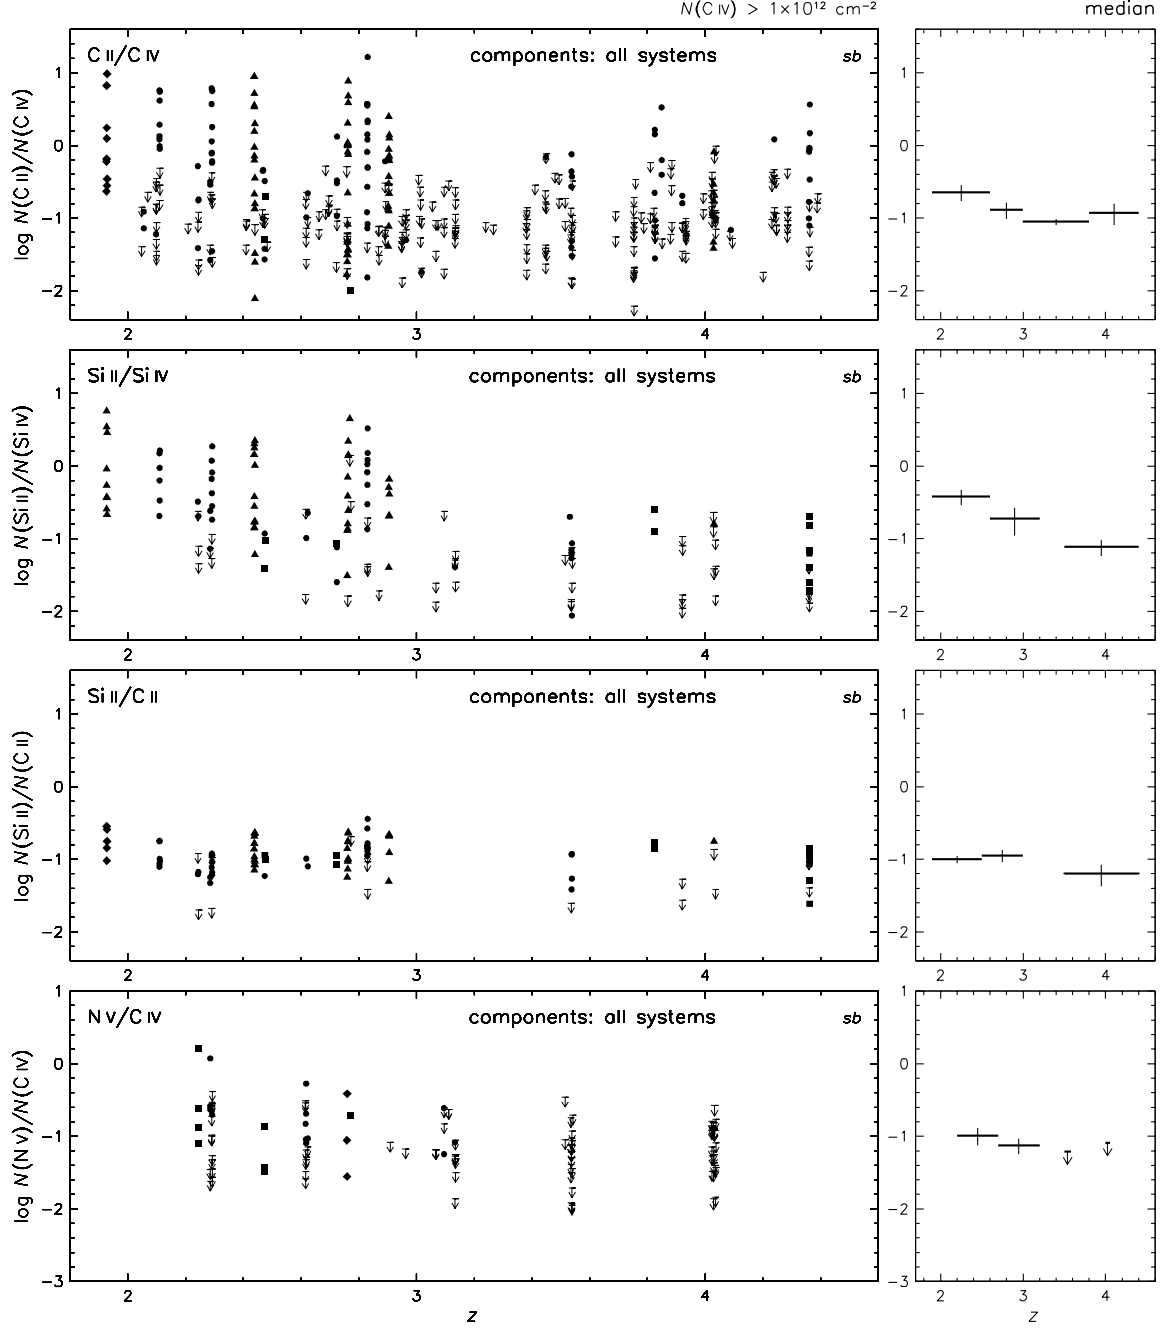 N(C IV) > 1×10¹² cm⁻²
median
C II/C IV
components: all systems
sb
log N(C II)/N(C IV)
1
0
−1
−2
2
3
4
1
0
−1
−2
2
3
4
Si II/Si IV
components: all systems
sb
log N(Si II)/N(Si IV)
1
0
−1
−2
2
3
4
1
0
−1
−2
2
3
4
Si II/C II
components: all systems
sb
log N(Si II)/N(C II)
1
0
−1
−2
2
3
4
1
0
−1
−2
2
3
4
N V/C IV
components: all systems
sb
log N(N V)/N(C IV)
1
0
−1
−2
−3
2
3
4
z
1
0
−1
−2
−3
2
3
4
z